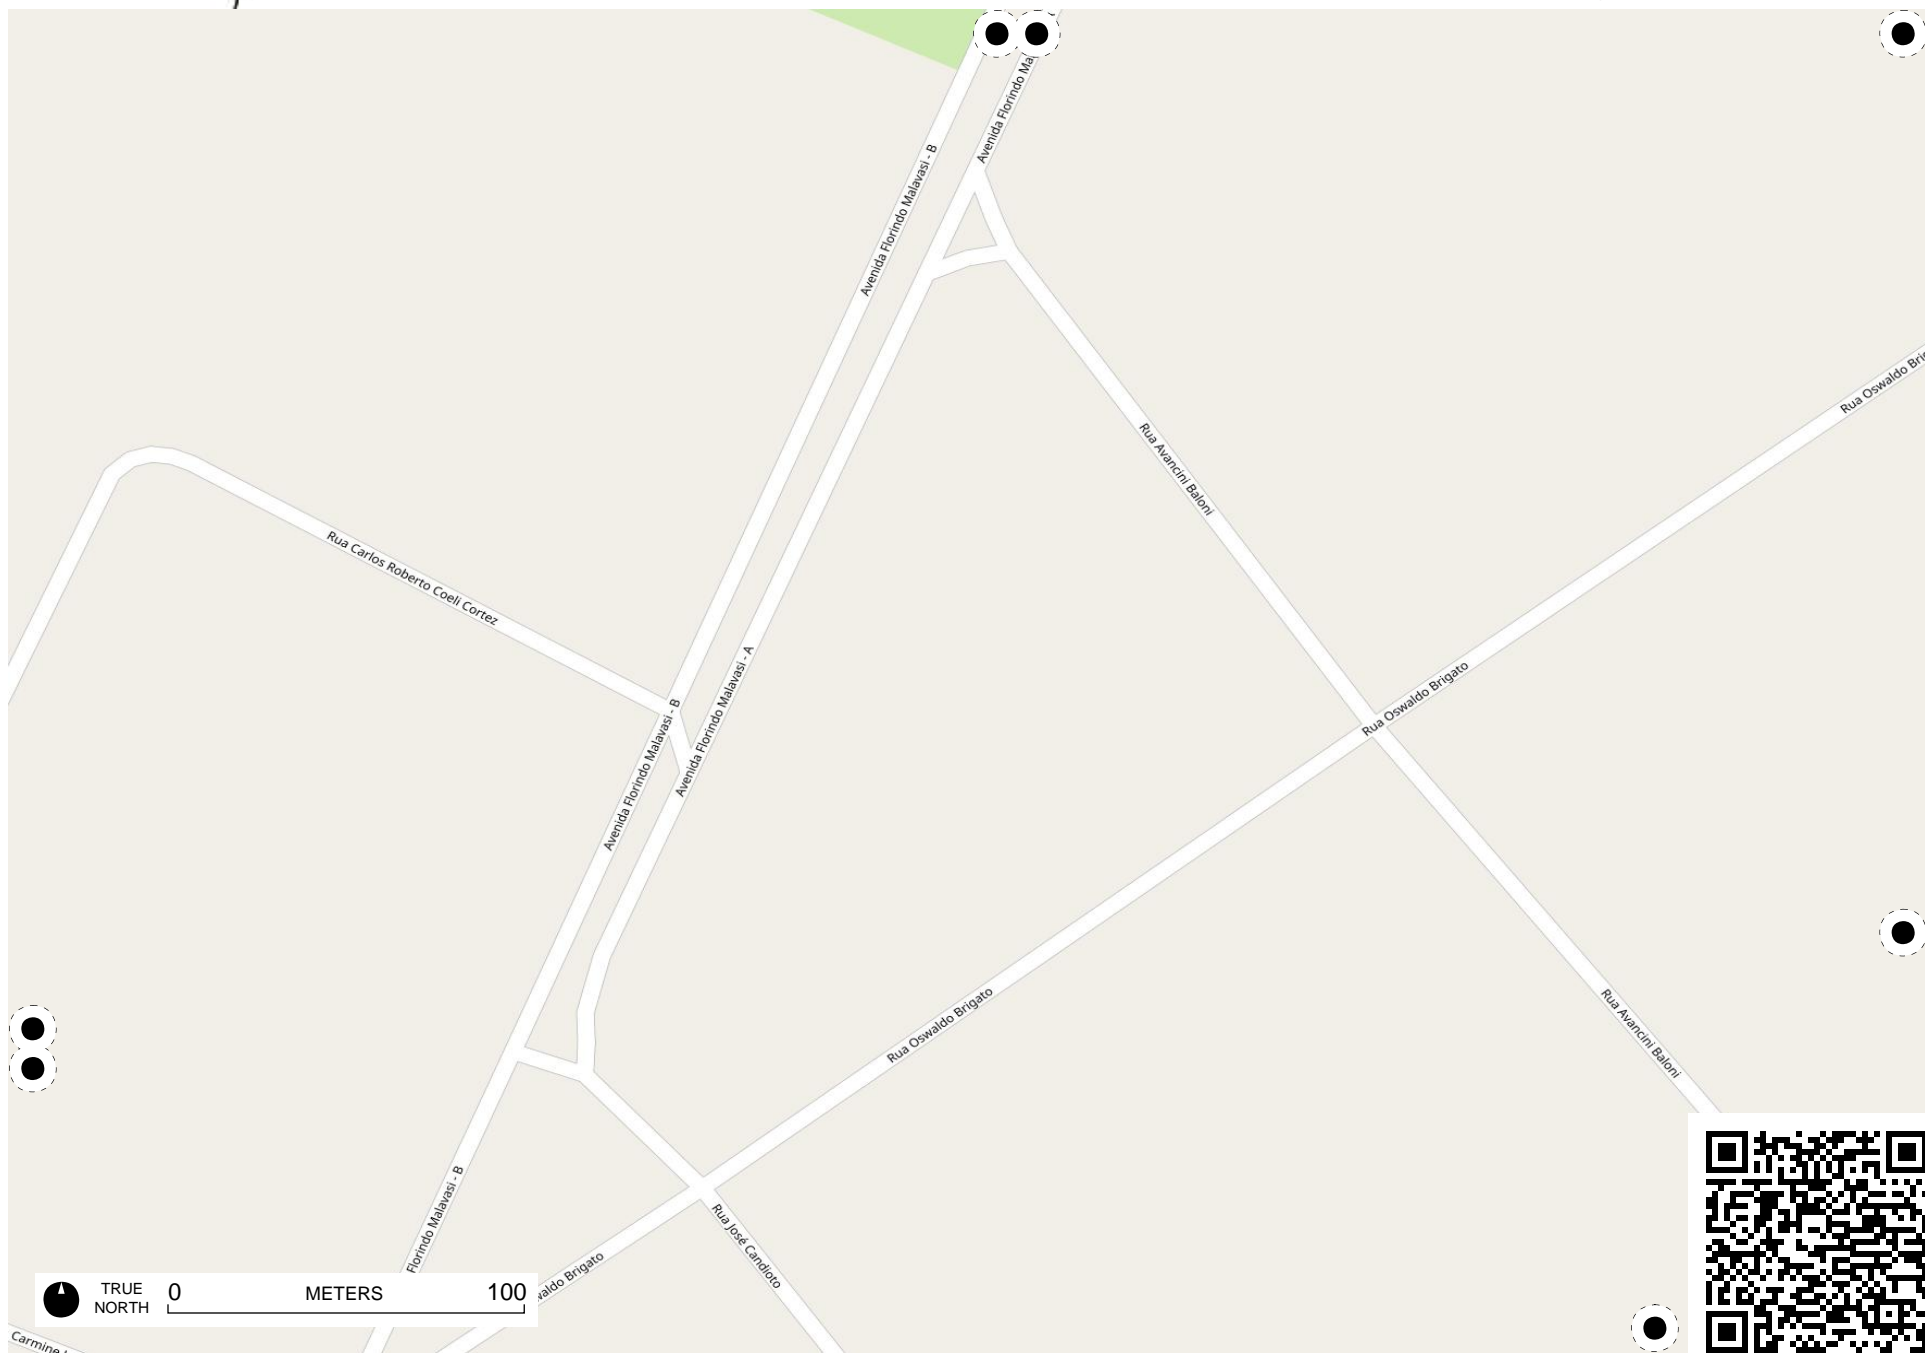 Avenida Florindo Ma
Avenida Florindo Malavasi - B
Rua Oswaldo Brig
Rua Avancini Baloni
Rua Carlos Roberto Coeli Cortez
Avenida Florindo Malavasi - A
Rua Oswaldo Brigato
Avenida Florindo Malavasi - B
Rua Oswaldo Brigato
Rua Avancini Baloni
Florindo Malavasi - B
Rua José Candioto
waldo Brigato
TRUE NORTH
0 METERS 100
Carmine